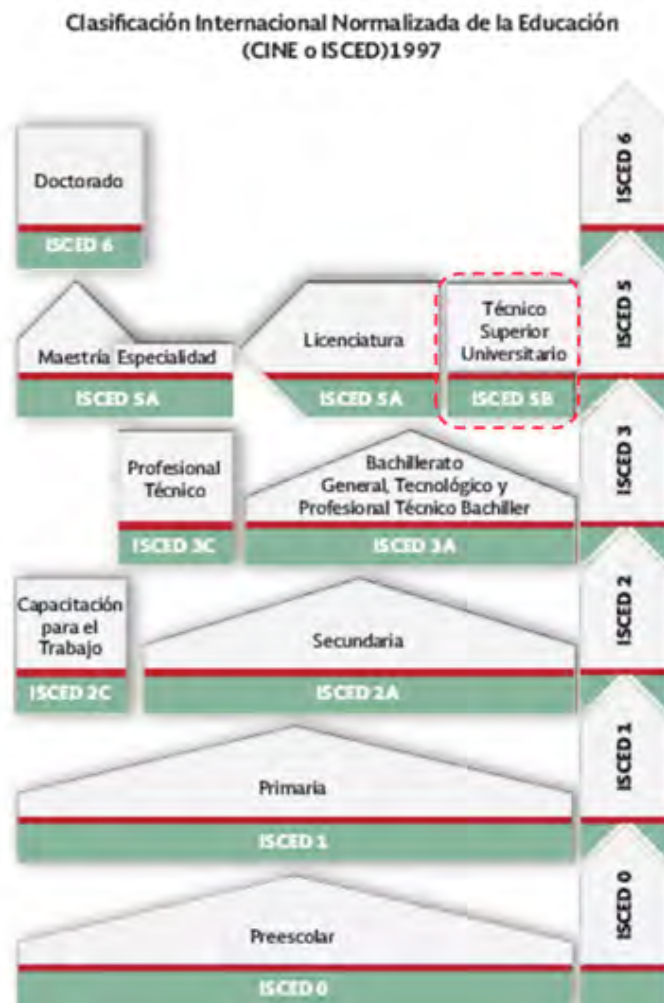 Clasificación Internacional Normalizada de la Educación
(CINE o ISCED)1997
Doctorado
ISCED 6
ISCED 6
Maestría Especialidad
ISCED 5A
Licenciatura
ISCED 5A
Técnico
Superior
Universitario
ISCED 5B
ISCED 5
Profesional
Técnico
ISCED 3C
Bachillerato
General, Tecnológico y
Profesional Técnico Bachiller
ISCED 3A
ISCED 3
Capacitación
para el
Trabajo
ISCED 2C
Secundaria
ISCED 2A
ISCED 2
Primaria
ISCED 1
ISCED 1
Preescolar
ISCED 0
ISCED 0